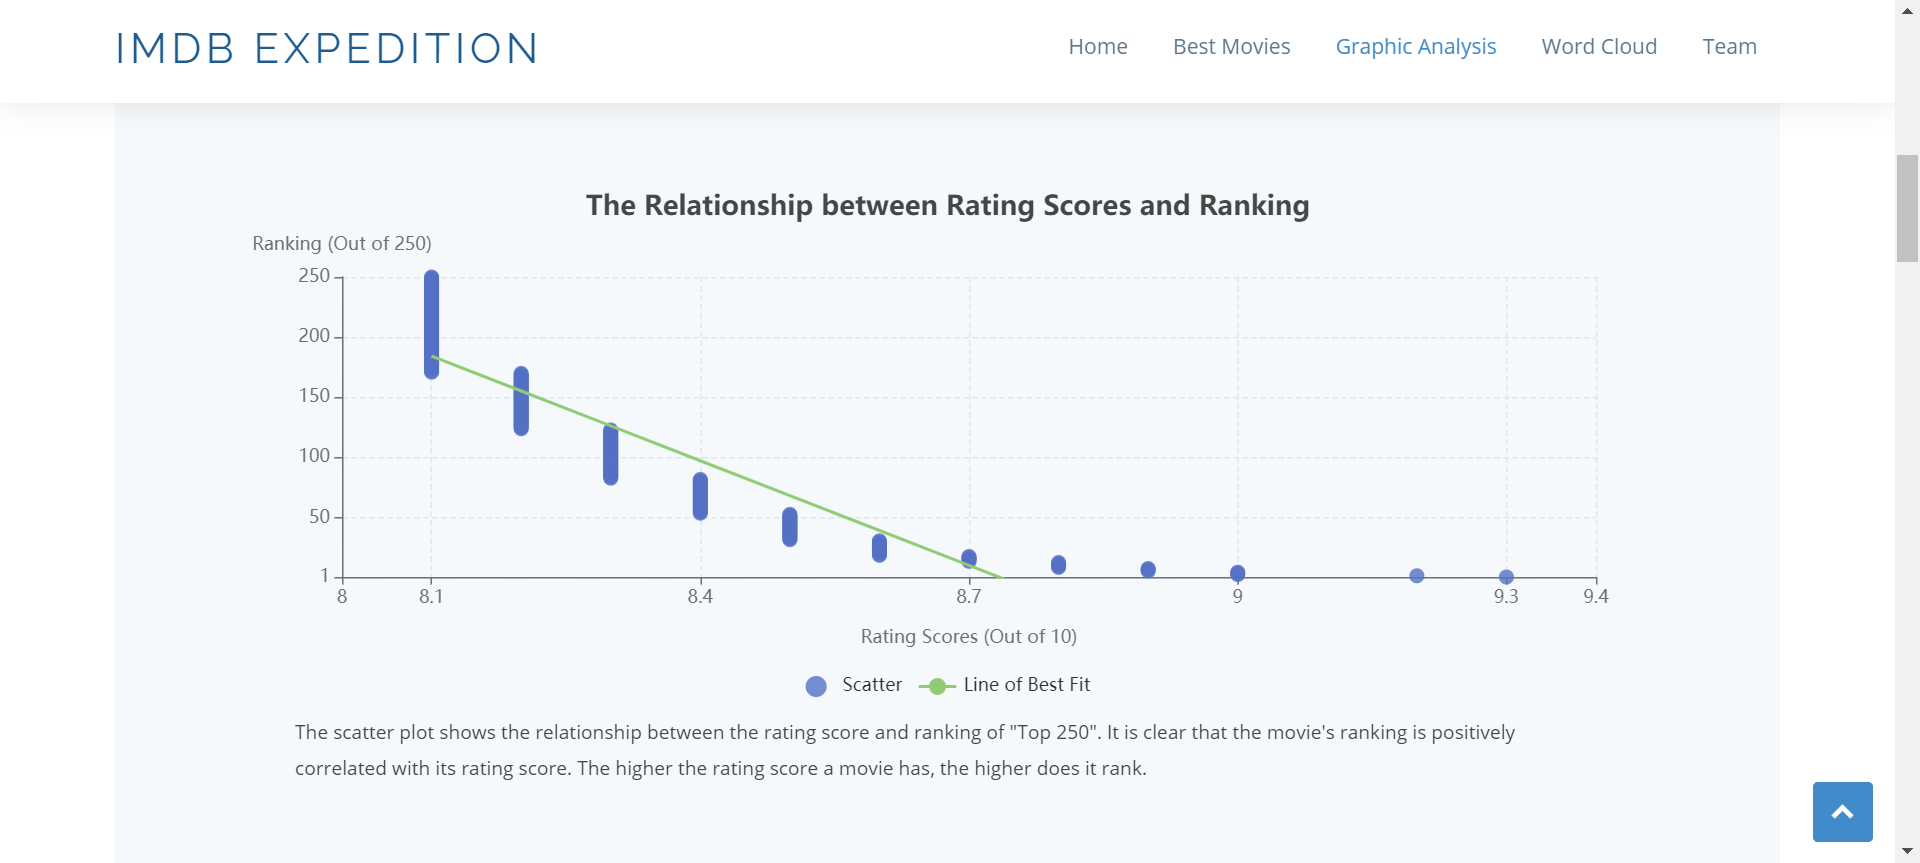 IMDB EXPEDITION
Home Best Movies Graphic Analysis Word Cloud Team
The Relationship between Rating Scores and Ranking
Ranking (Out of 250)
250
200
150
100
50
1
8 8.1 8.4 8.7 9 9.3 9.4
Rating Scores (Out of 10)
Scatter Line of Best Fit
The scatter plot shows the relationship between the rating score and ranking of "Top 250". It is clear that the movie's ranking is positively
correlated with its rating score. The higher the rating score a movie has, the higher does it rank.